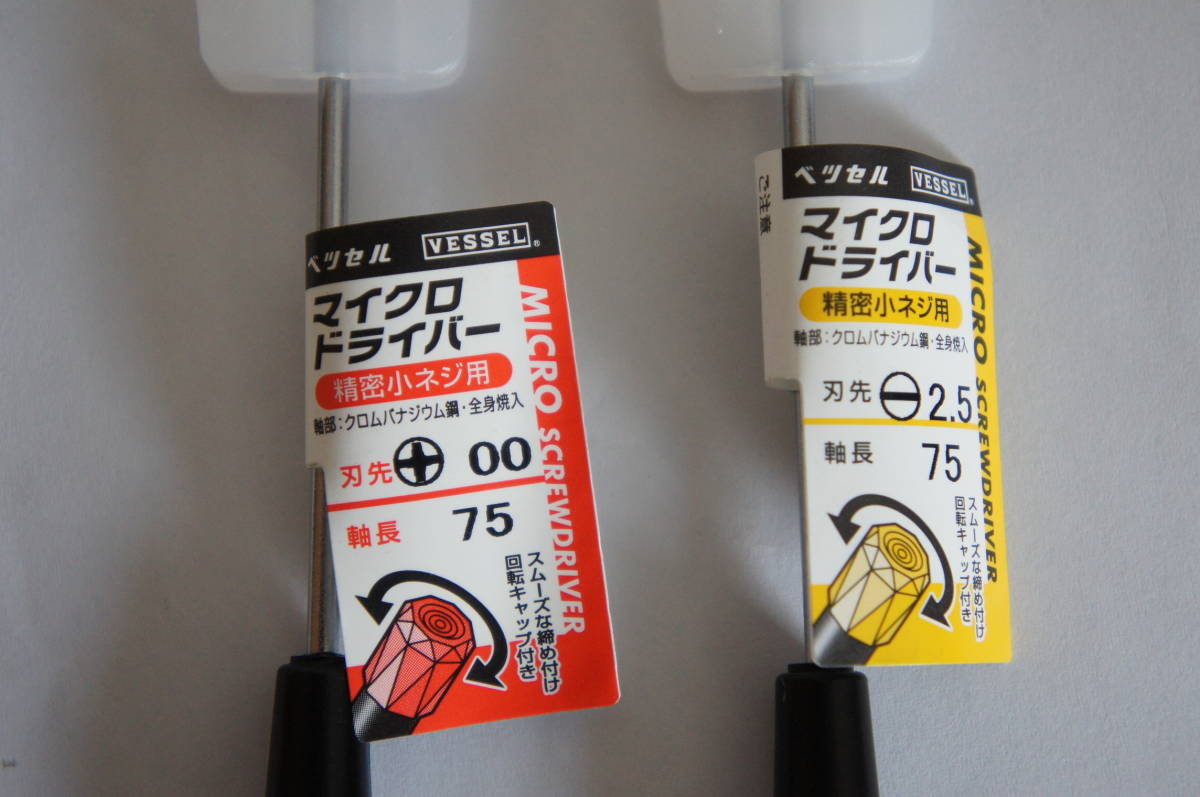 ベッセル VESSEL®
マイクロ
ドライバー
精密小ネジ用
軸部:クロムバナジウム鋼・全身焼入
刃先 00
軸長 75
スムーズな締め付け
回転キャップ付き
MICRO SCREWDRIVER
ご注意
ベッセル VESSEL®
マイクロ
ドライバー
精密小ネジ用
軸部:クロムバナジウム鋼・全身焼入
刃先 2.5
軸長 75
スムーズな締め付け
回転キャップ付き
MICRO SCREWDRIVER